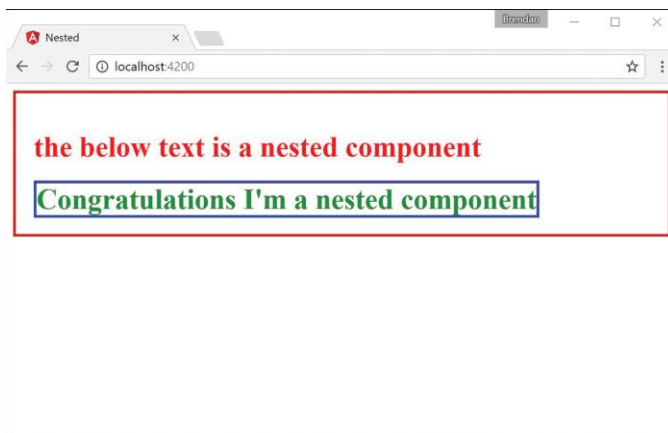 Brendan
Nested
localhost:4200
the below text is a nested component
Congratulations I'm a nested component